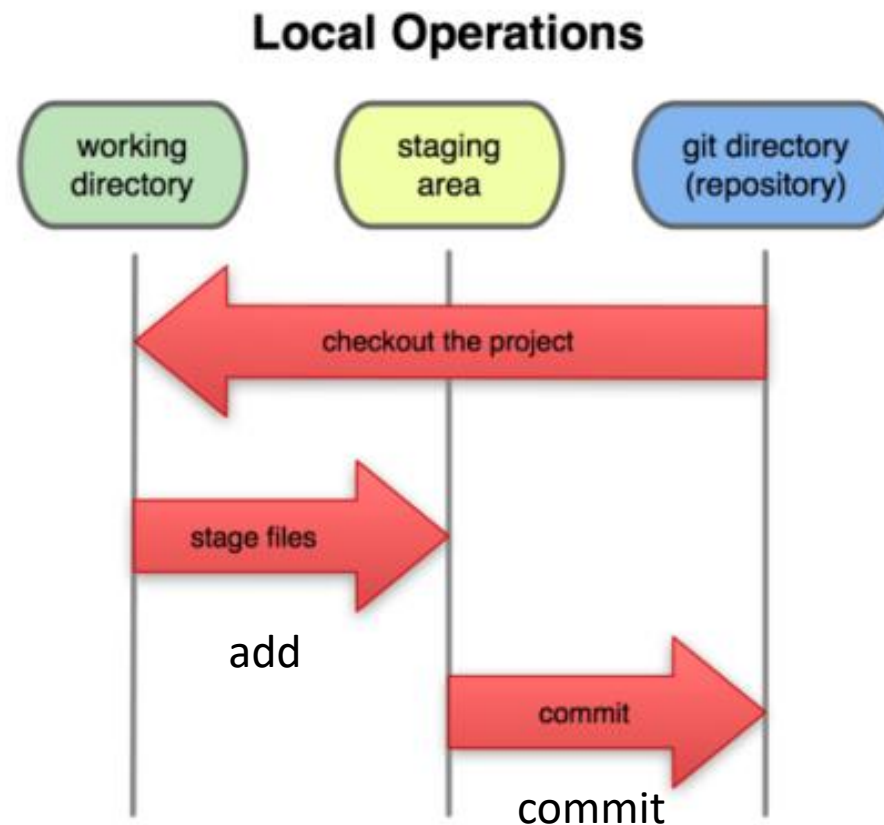 Local Operations
working
directory
staging
area
git directory
(repository)
checkout the project
stage files
add
commit
commit